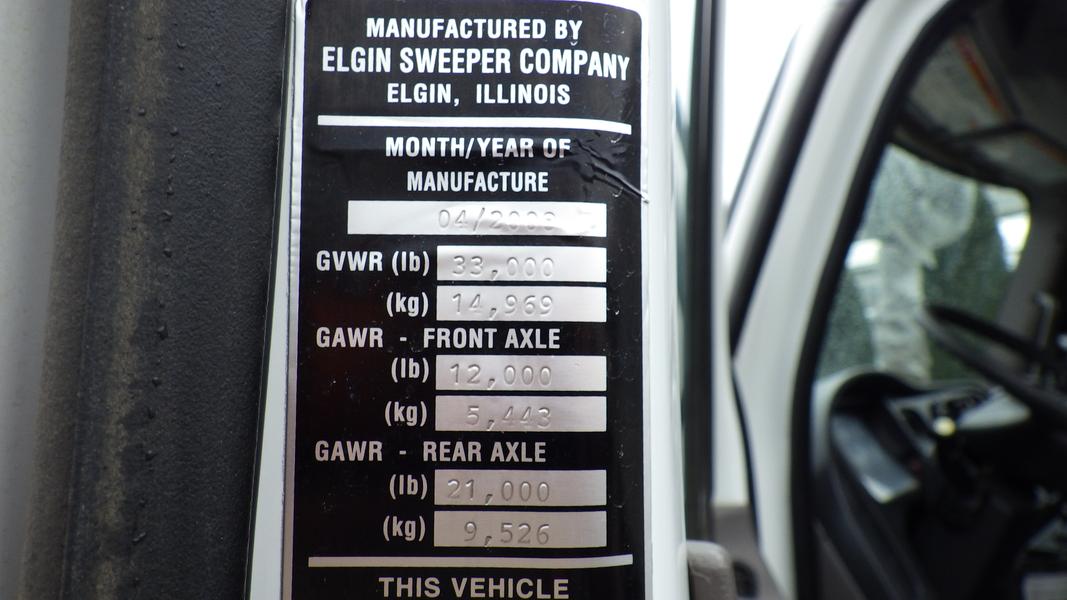 MANUFACTURED BY
ELGIN SWEEPER COMPANY
ELGIN, ILLINOIS
MONTH/YEAR OF
MANUFACTURE
04/2008
GVWR (lb) 33,000
(kg) 14,969
GAWR - FRONT AXLE
(lb) 12,000
(kg) 5,443
GAWR - REAR AXLE
(lb) 21,000
(kg) 9,526
THIS VEHICLE